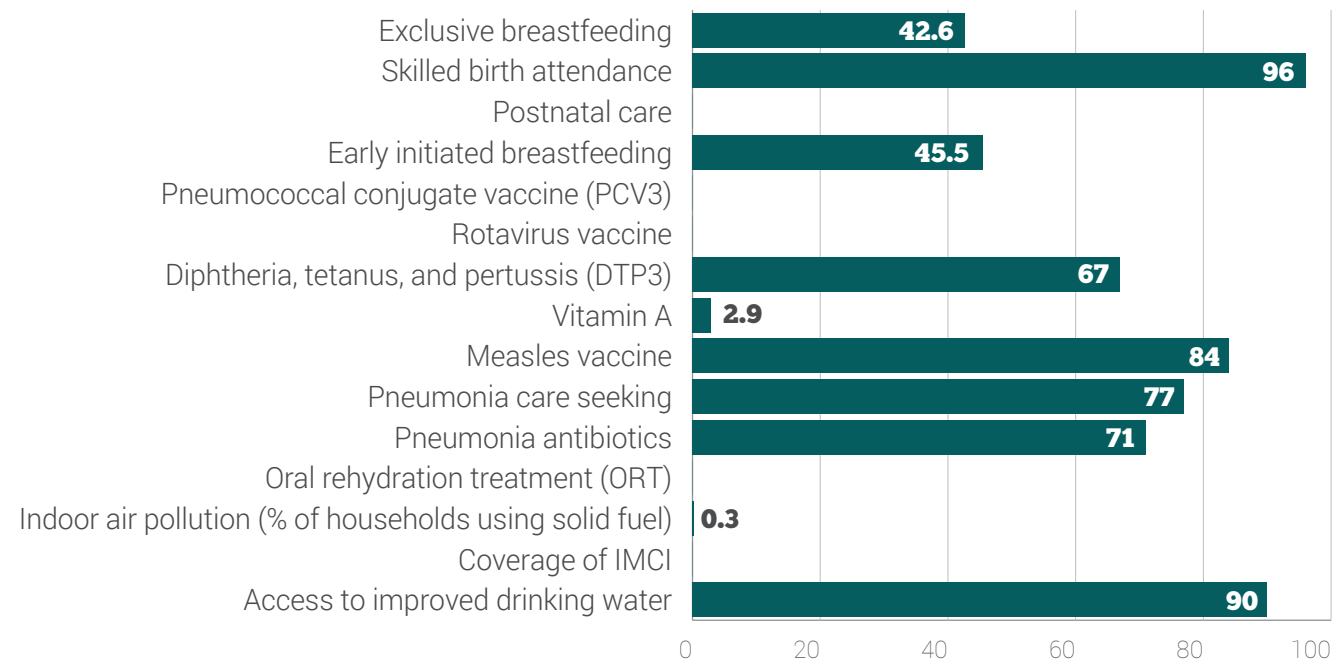 Exclusive breastfeeding 42.6
Skilled birth attendance 96
Postnatal care
Early initiated breastfeeding 45.5
Pneumococcal conjugate vaccine (PCV3)
Rotavirus vaccine
Diphtheria, tetanus, and pertussis (DTP3) 67
Vitamin A 2.9
Measles vaccine 84
Pneumonia care seeking 77
Pneumonia antibiotics 71
Oral rehydration treatment (ORT)
Indoor air pollution (% of households using solid fuel) 0.3
Coverage of IMCI
Access to improved drinking water 90
0 20 40 60 80 100